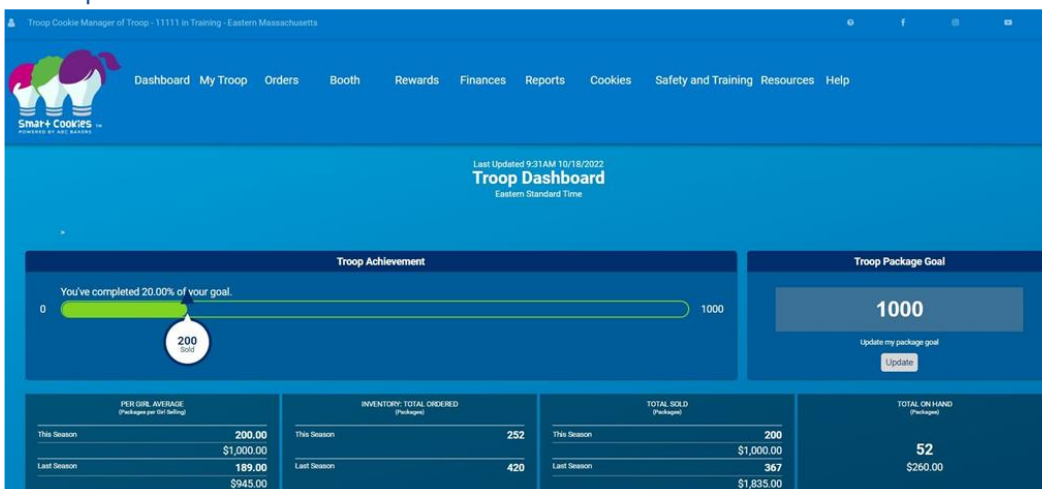 Troop Cookie Manager of Troop - 11111 in Training - Eastern Massachusetts
Smart Cookies TM
POWERED BY ABC BAKERS
Dashboard My Troop Orders Booth Rewards Finances Reports Cookies Safety and Training Resources Help
Last Updated 9:31AM 10/18/2022
Troop Dashboard
Eastern Standard Time
Troop Achievement
You've completed 20.00% of your goal.
0 1000
200
Sold
Troop Package Goal
1000
Update my package goal
Update
PER GIRL AVERAGE
(Packages per Girl Selling)
This Season 200.00
$1,000.00
Last Season 189.00
$945.00
INVENTORY: TOTAL ORDERED
(Packages)
This Season 252
Last Season 420
TOTAL SOLD
(Packages)
This Season 200
$1,000.00
Last Season 367
$1,835.00
TOTAL ON HAND
(Packages)
52
$260.00